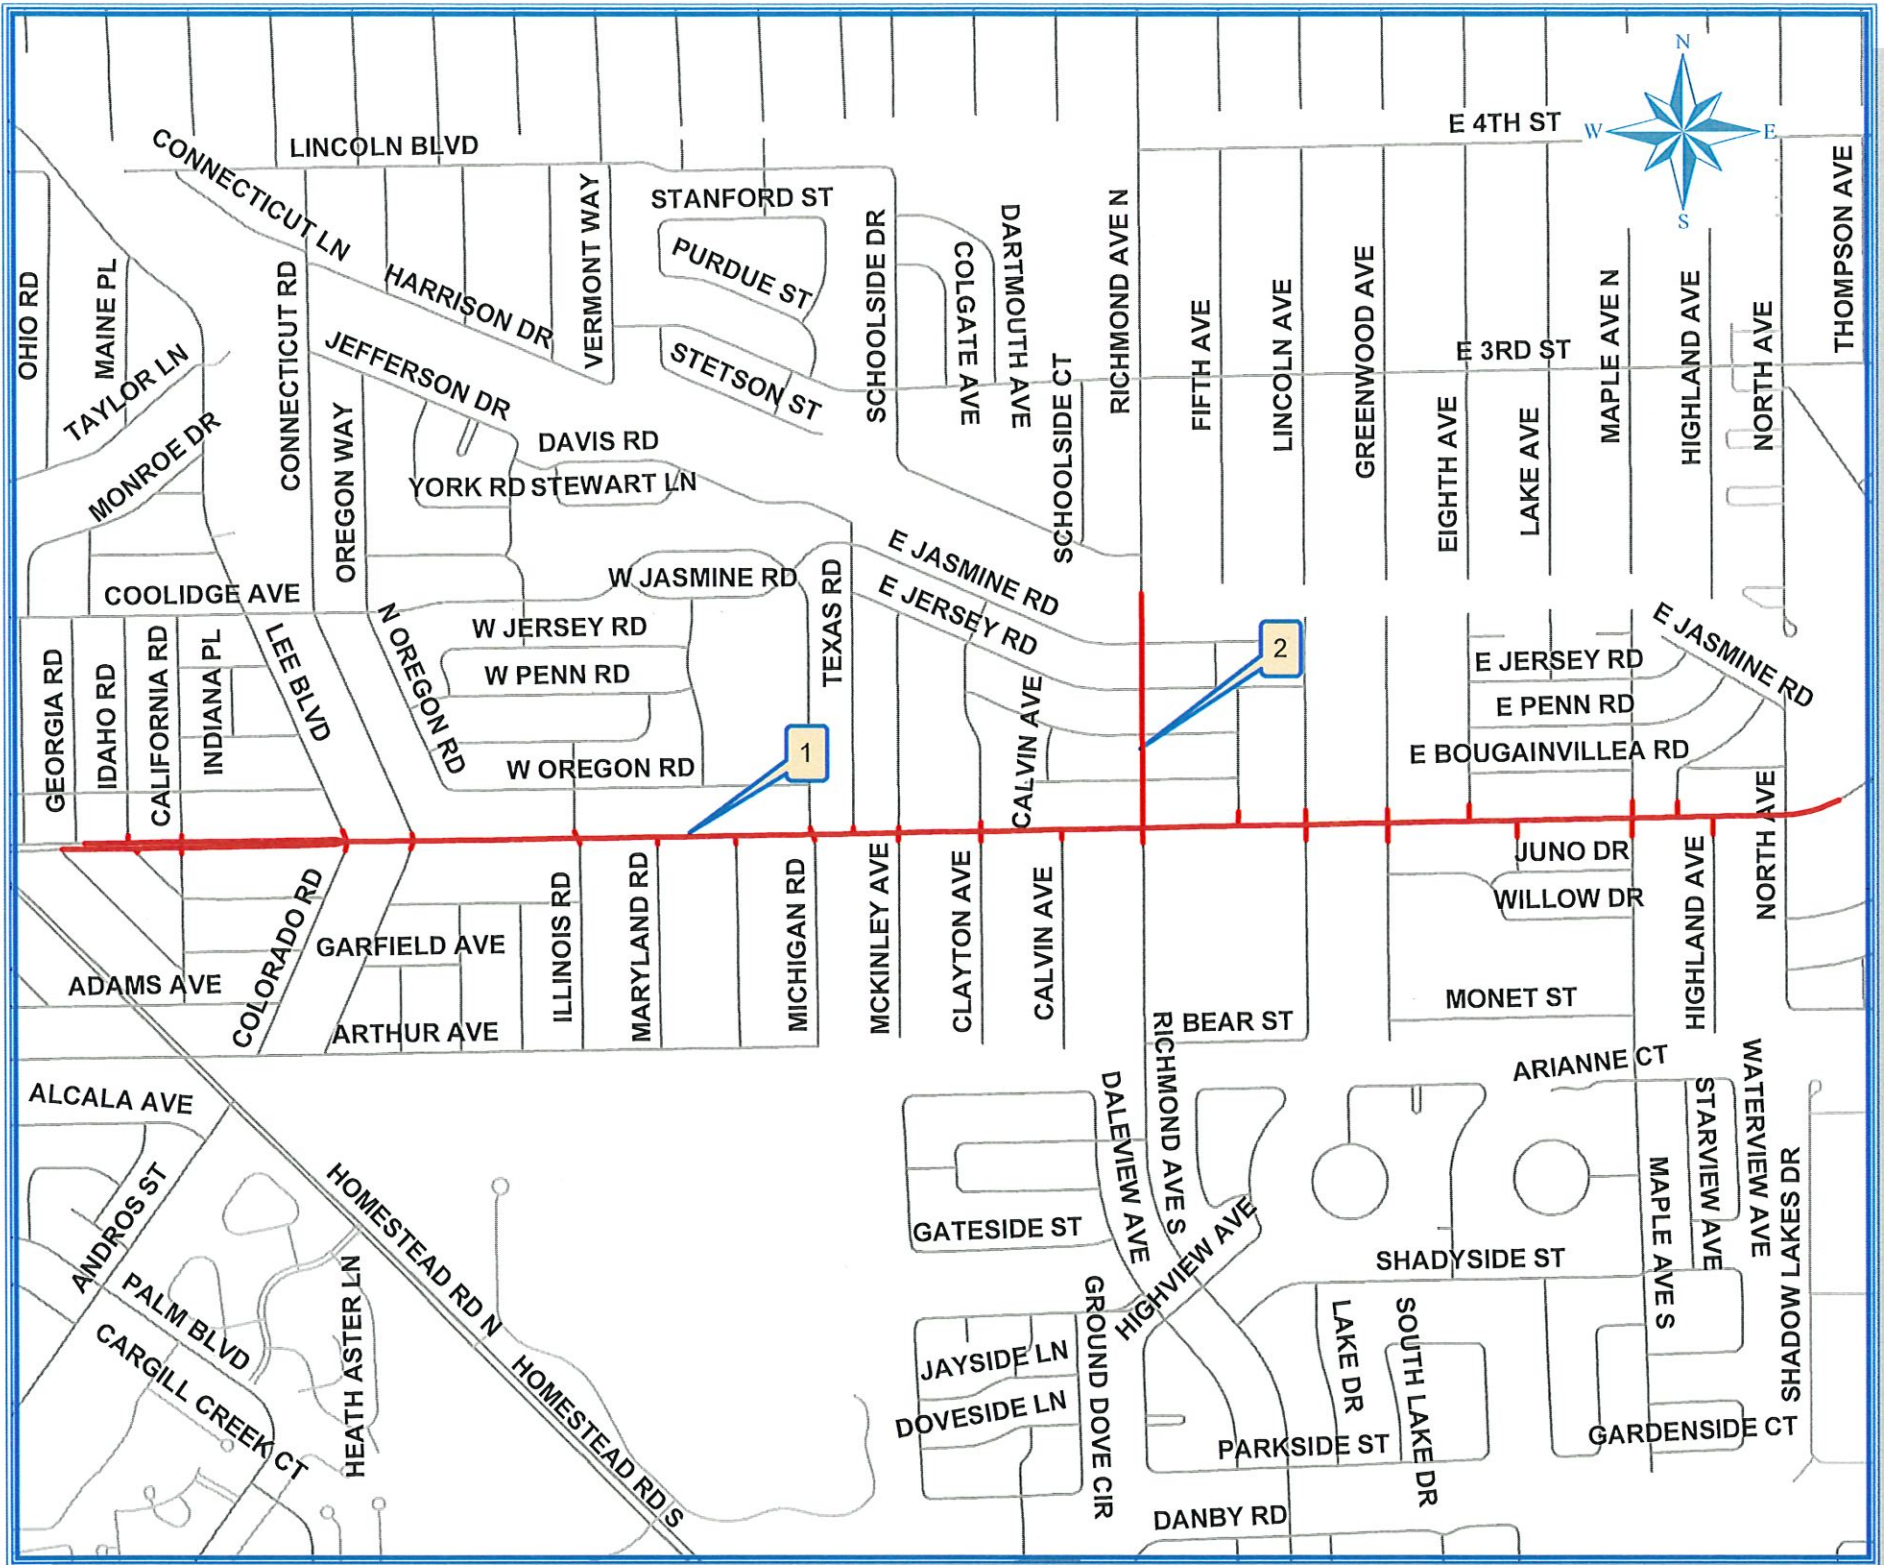 N
W
E
S
E 4TH ST
LINCOLN BLVD
CONNECTICUT LN
STANFORD ST
VERMONT WAY
PURDUE ST
SCHOOLSIDE DR
COLGATE AVE
DARTMOUTH AVE
RICHMOND AVE N
THOMPSON AVE
OHIO RD
MAINE PL
CONNECTICUT RD
HARRISON DR
FIFTH AVE
LINCOLN AVE
GREENWOOD AVE
MAPLE AVE N
HIGHLAND AVE
NORTH AVE
E 3RD ST
TAYLOR LN
JEFFERSON DR
STETSON ST
SCHOOLSIDE CT
EIGHTH AVE
LAKE AVE
MONROE DR
OREGON WAY
DAVIS RD
YORK RD
STEWART LN
E JASMINE RD
W JASMINE RD
COOLIDGE AVE
TEXAS RD
E JERSEY RD
N OREGON RD
W JERSEY RD
W PENN RD
LEE BLVD
GEORGIA RD
IDAHO RD
CALIFORNIA RD
INDIANA PL
W OREGON RD
1
2
CALVIN AVE
E JASMINE RD
E JERSEY RD
E PENN RD
E BOUGAINVILLEA RD
NORTH AVE
JUNO DR
WILLOW DR
HIGHLAND AVE
COLORADO RD
GARFIELD AVE
ILLINOIS RD
MARYLAND RD
MICHIGAN RD
MCKINLEY AVE
CLAYTON AVE
CALVIN AVE
ADAMS AVE
ARTHUR AVE
MONET ST
BEAR ST
RICHMOND AVE S
ARIANNE CT
ALCALA AVE
DALEVIEW AVE
STARVIEW AVE
WATERVIEW AVE
MAPLE AVE S
SHADOW LAKES DR
ANDROS ST
HOMESTEAD RD N
GATESIDE ST
HIGHVIEW AVE
SHADYSIDE ST
PALM BLVD
HEATH ASTER LN
CARGILL CREEK CT
GROUND DOVE CIR
JAYSIDE LN
DOVESIDE LN
LAKE DR
SOUTH LAKE DR
HOMESTEAD RD S
PARKSIDE ST
GARDENSIDE CT
DANBY RD